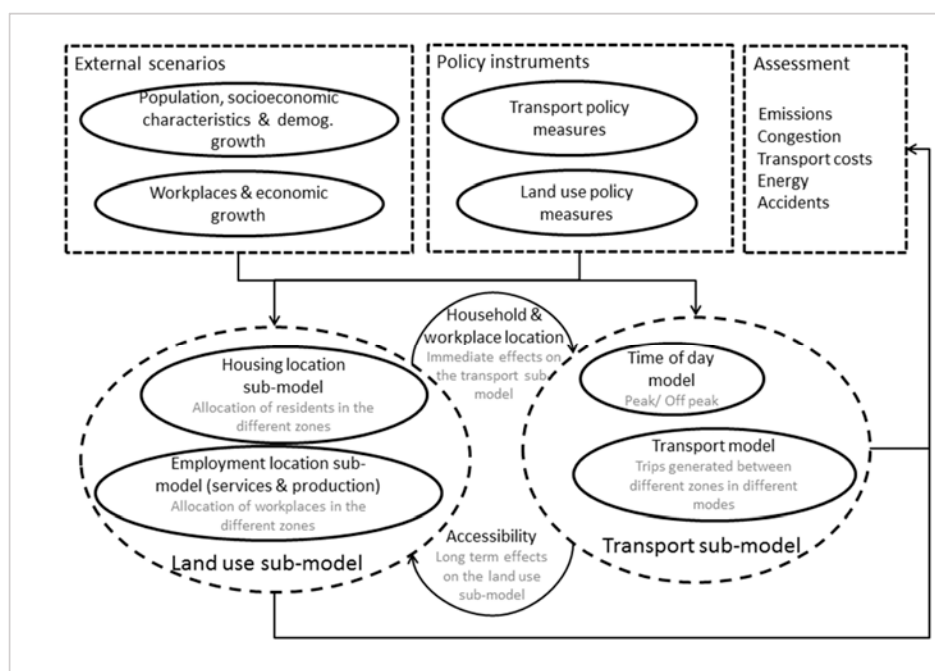 External scenarios
Population, socioeconomic
characteristics & demog.
growth
Workplaces & economic
growth
Policy instruments
Transport policy
measures
Land use policy
measures
Assessment
Emissions
Congestion
Transport costs
Energy
Accidents
Household &
workplace location
Immediate effects on
the transport sub-
model
Housing location
sub-model
Allocation of residents in the
different zones
Employment location sub-
model (services & production)
Allocation of workplaces in the
different zones
Land use sub-model
Time of day
model
Peak/ Off peak
Transport model
Trips generated between
different zones in different
modes
Transport sub-model
Accessibility
Long term effects
on the land use
sub-model